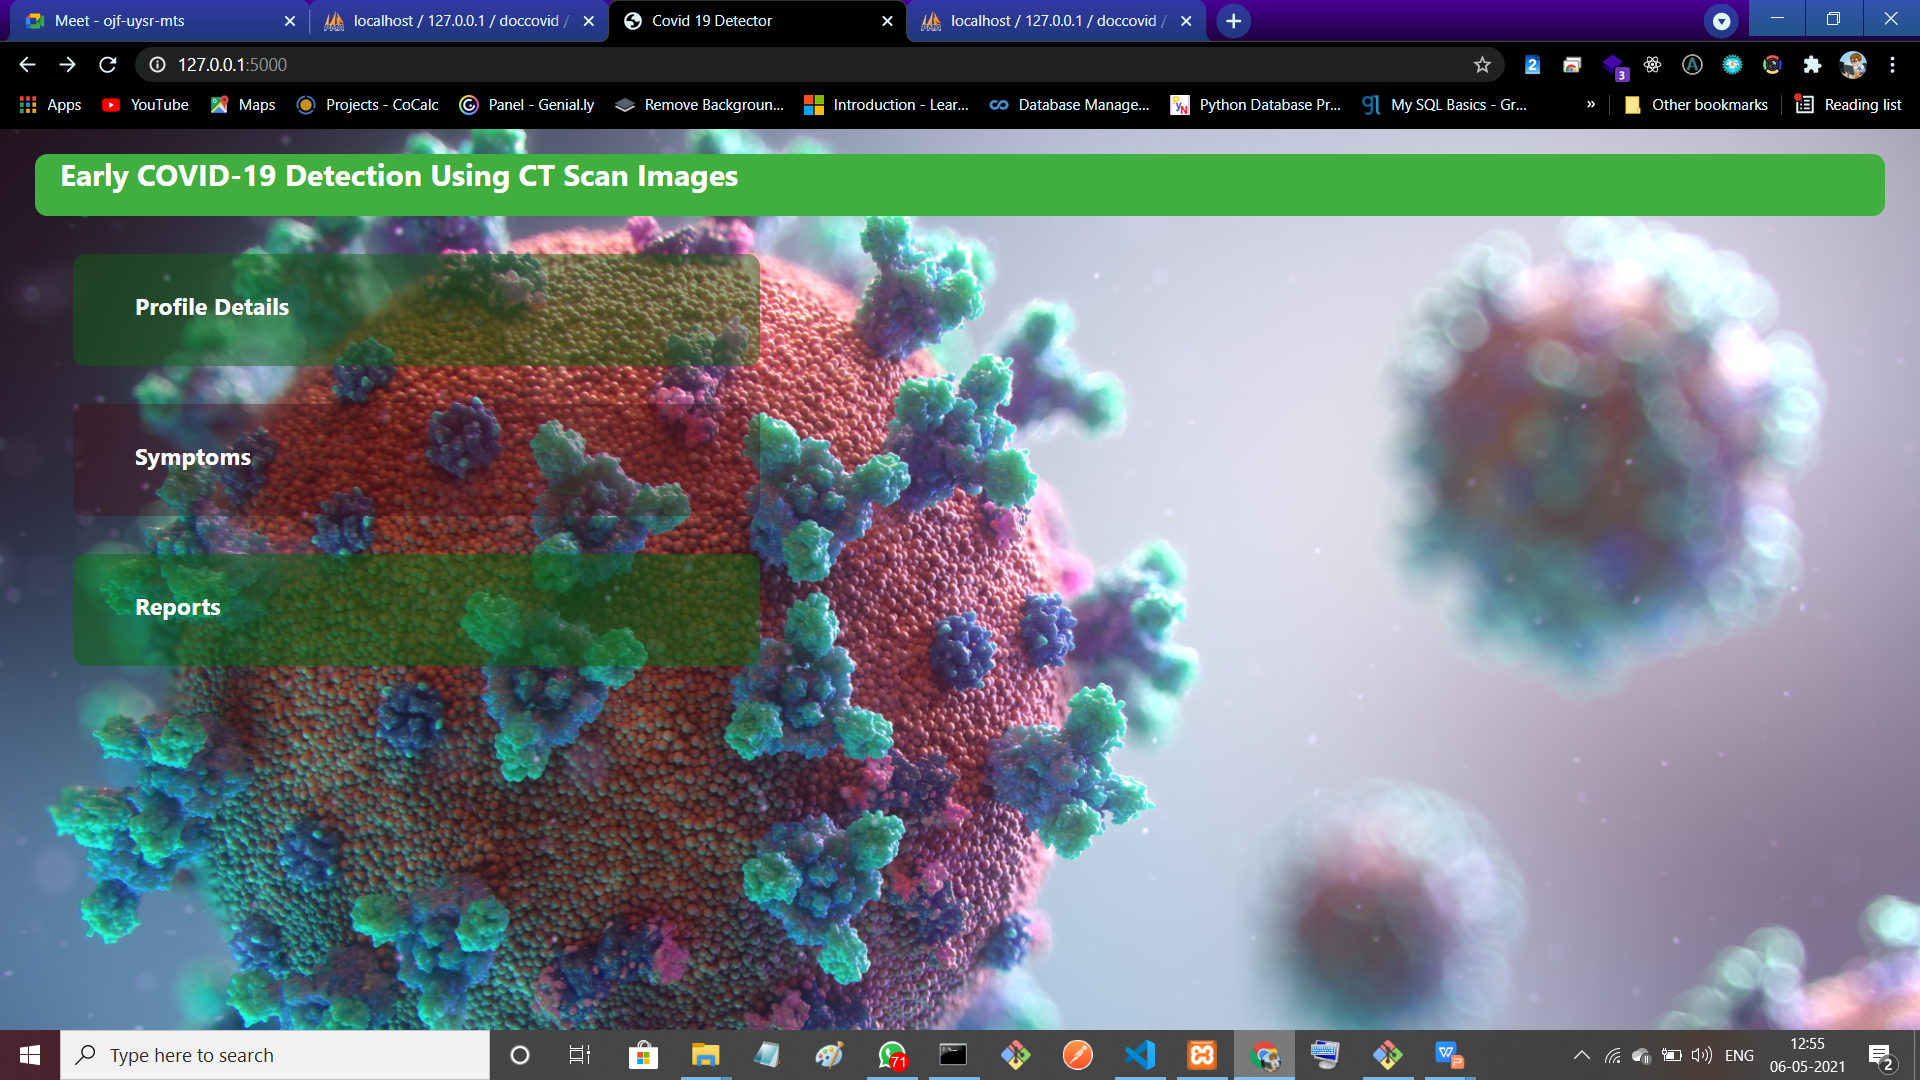 Meet - ojf-uysr-mts
localhost / 127.0.0.1 / doccovid /
Covid 19 Detector
localhost / 127.0.0.1 / doccovid /
127.0.0.1:5000
2
3
Apps
YouTube
Maps
Projects - CoCalc
Panel - Genial.ly
Remove Backgroun...
Introduction - Lear...
Database Manage...
Python Database Pr...
My SQL Basics - Gr...
»
Other bookmarks
Reading list
Early COVID-19 Detection Using CT Scan Images
Profile Details
Symptoms
Reports
Type here to search
71
ENG
12:55
06-05-2021
2